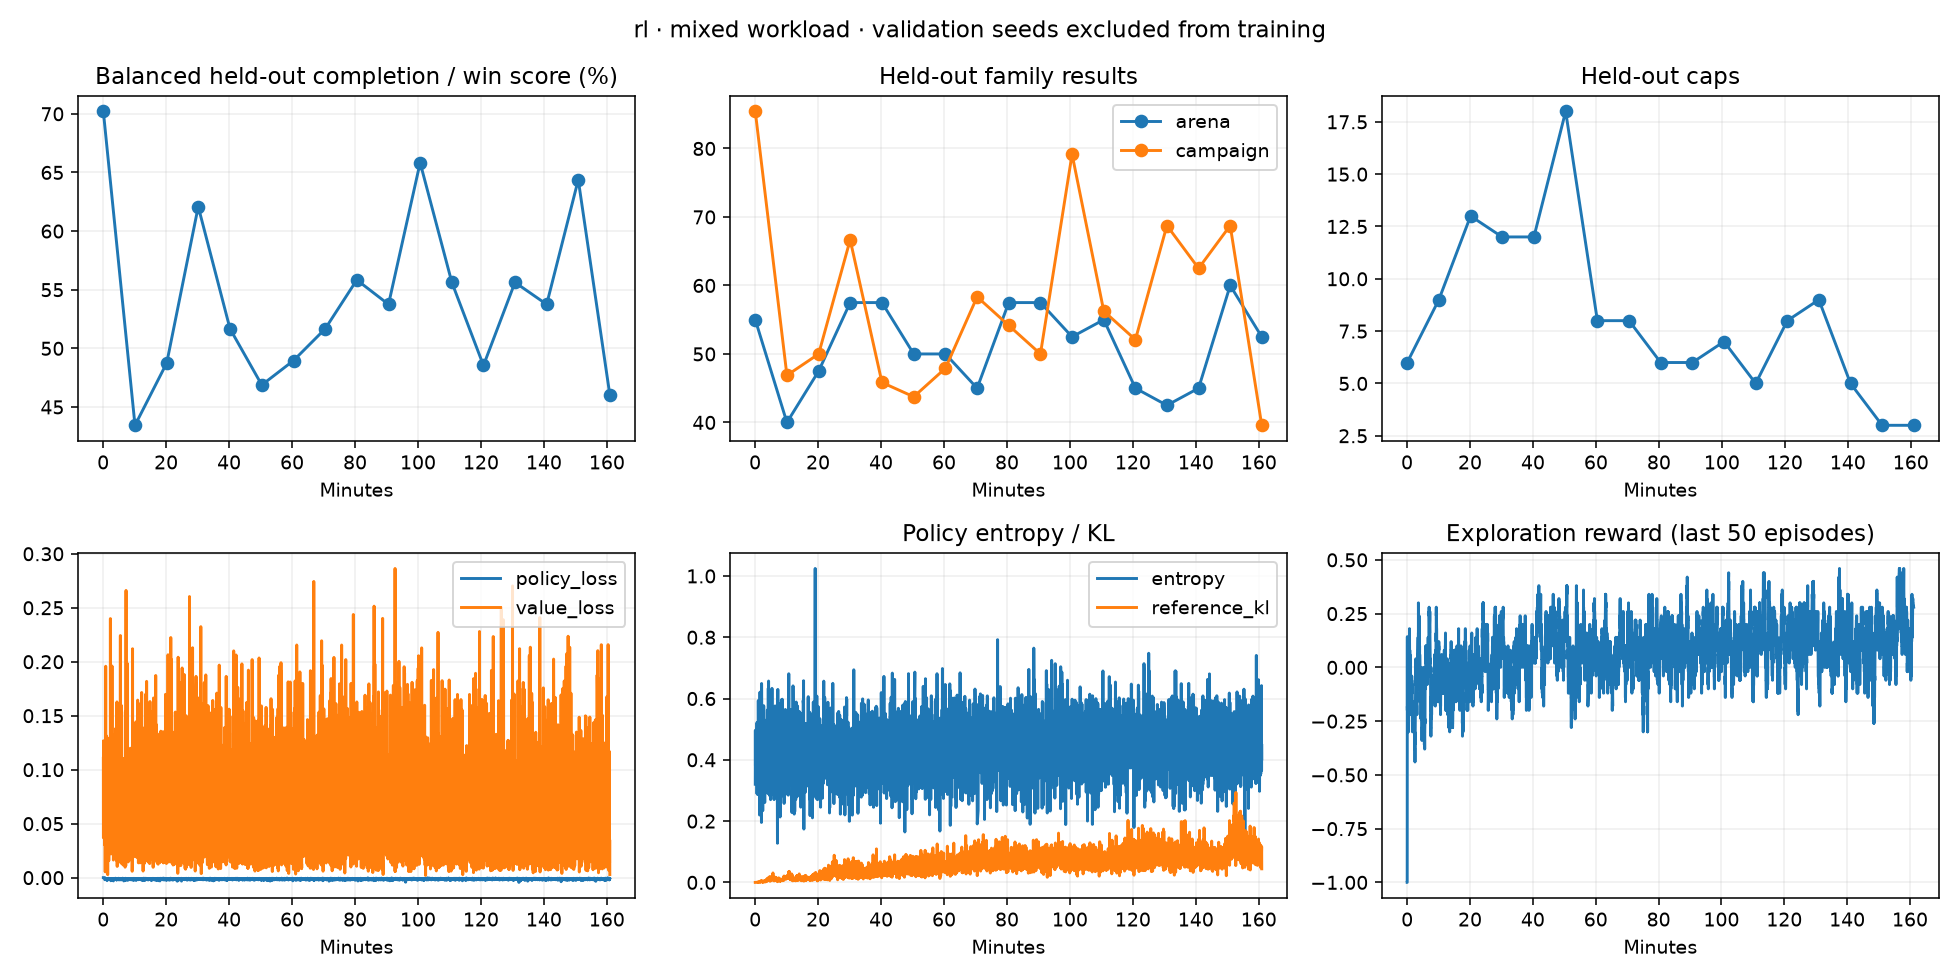 rl · mixed workload · validation seeds excluded from training
Balanced held-out completion / win score (%)
70
65
60
55
50
45
0 20 40 60 80 100 120 140 160
Minutes
Held-out family results
arena
campaign
80
70
60
50
40
0 20 40 60 80 100 120 140 160
Minutes
Held-out caps
17.5
15.0
12.5
10.0
7.5
5.0
2.5
0 20 40 60 80 100 120 140 160
Minutes
policy_loss
value_loss
0.30
0.25
0.20
0.15
0.10
0.05
0.00
0 20 40 60 80 100 120 140 160
Minutes
Policy entropy / KL
entropy
reference_kl
1.0
0.8
0.6
0.4
0.2
0.0
0 20 40 60 80 100 120 140 160
Minutes
Exploration reward (last 50 episodes)
0.50
0.25
0.00
−0.25
−0.50
−0.75
−1.00
0 20 40 60 80 100 120 140 160
Minutes